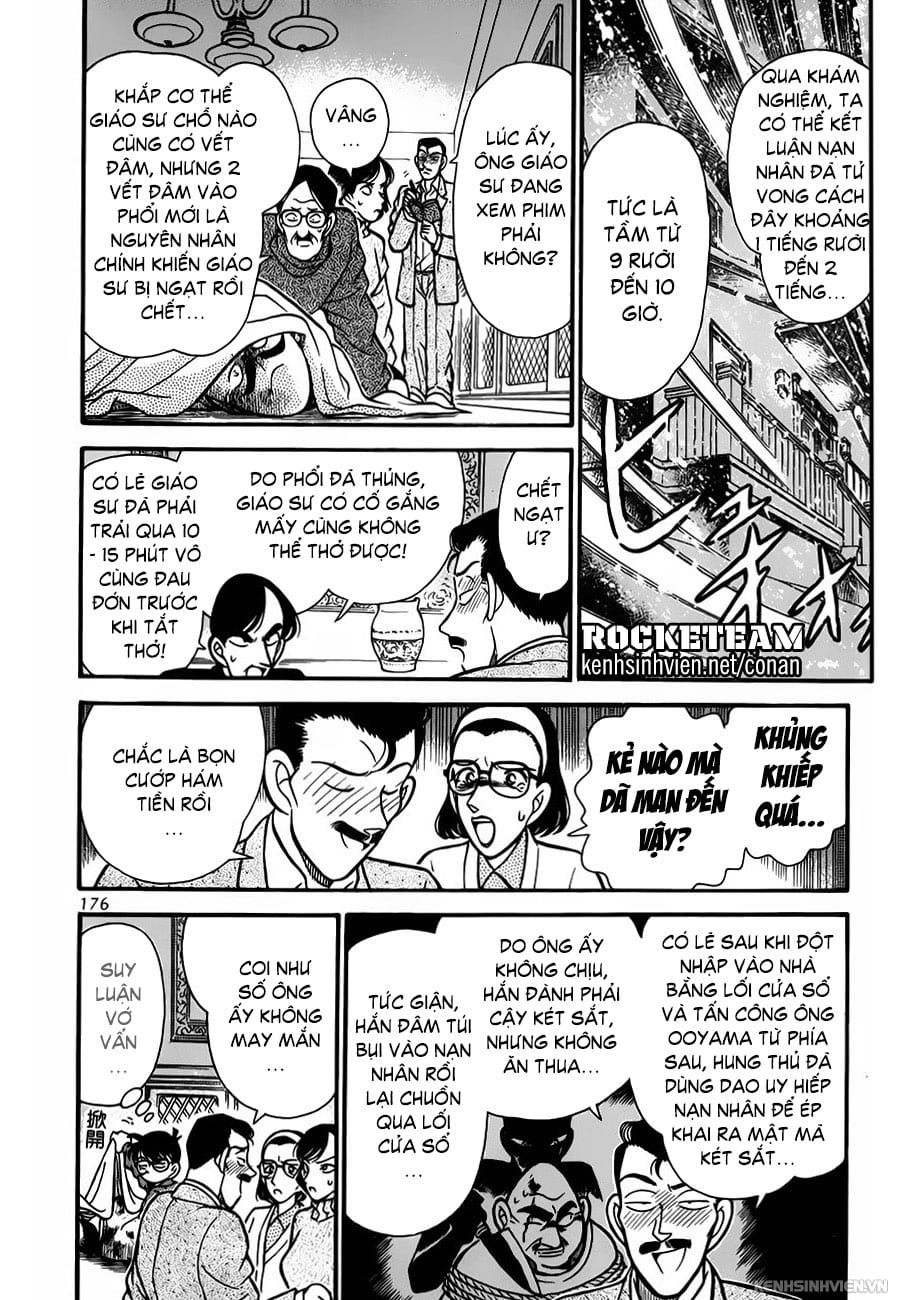 QUA KHÁM
NGHIỆM, TA
CÓ THỂ KẾT
LUẬN NẠN
NHÂN ĐÃ TỬ
VONG CÁCH
ĐÂY KHOẢNG
1 TIẾNG RƯỠI
ĐẾN 2
TIẾNG...
TỨC LÀ
TẦM TỪ
9 RƯỠI
ĐẾN 10
GIỜ.
LÚC ẤY,
ÔNG GIÁO
SƯ ĐANG
XEM PHIM
PHẢI
KHÔNG?
VÂNG
...
KHẮP CƠ THỂ
GIÁO SƯ CHỖ NÀO
CŨNG CÓ VẾT
ĐÂM, NHƯNG 2
VẾT ĐÂM VÀO
PHỔI MỚI LÀ
NGUYÊN NHÂN
CHÍNH KHIẾN GIÁO
SƯ BỊ NGẠT RỒI
CHẾT...
ヒュオオオ
ROCKETEAM
kenhsinhvien.net/conan
CHẾT
NGẠT
Ư?
DO PHỔI ĐÃ THỦNG,
GIÁO SƯ CÓ CỐ GẮNG
MẤY CŨNG KHÔNG
THỂ THỞ ĐƯỢC!
CÓ LẼ GIÁO
SƯ ĐÃ PHẢI
TRẢI QUA 10
- 15 PHÚT VÔ
CÙNG ĐAU
ĐỚN TRƯỚC
KHI TẮT
THỞ!
KHỦNG
KHIẾP
QUÁ...
KẺ NÀO MÀ
DÃ MAN ĐẾN
VẬY?
CHẮC LÀ BỌN
CƯỚP HÁM
TIỀN RỒI
...
176
CÓ LẼ SAU KHI ĐỘT
NHẬP VÀO NHÀ
BẰNG LỐI CỬA SỔ
VÀ TẤN CÔNG ÔNG
OOYAMA TỪ PHÍA
SAU, HUNG THỦ ĐÃ
DÙNG DAO UY HIẾP
NẠN NHÂN ĐỂ ÉP
KHAI RA MẬT MÃ
KÉT SẮT...
DO ÔNG ẤY
KHÔNG CHỊU,
HẮN ĐÀNH PHẢI
CẬY KÉT SẮT,
NHƯNG KHÔNG
ĂN THUA...
TỨC GIẬN,
HẮN ĐÂM TÚI
BỤI VÀO NẠN
NHÂN RỒI
LẠI CHUỒN
QUA LỐI
CỬA SỔ
...
COI NHƯ
SỐ ÔNG
ẤY KHÔNG
MAY MẮN
...
SUY
LUẬN
VỚ
VẨN
...
掀開
KENHSINHVIEN.VN